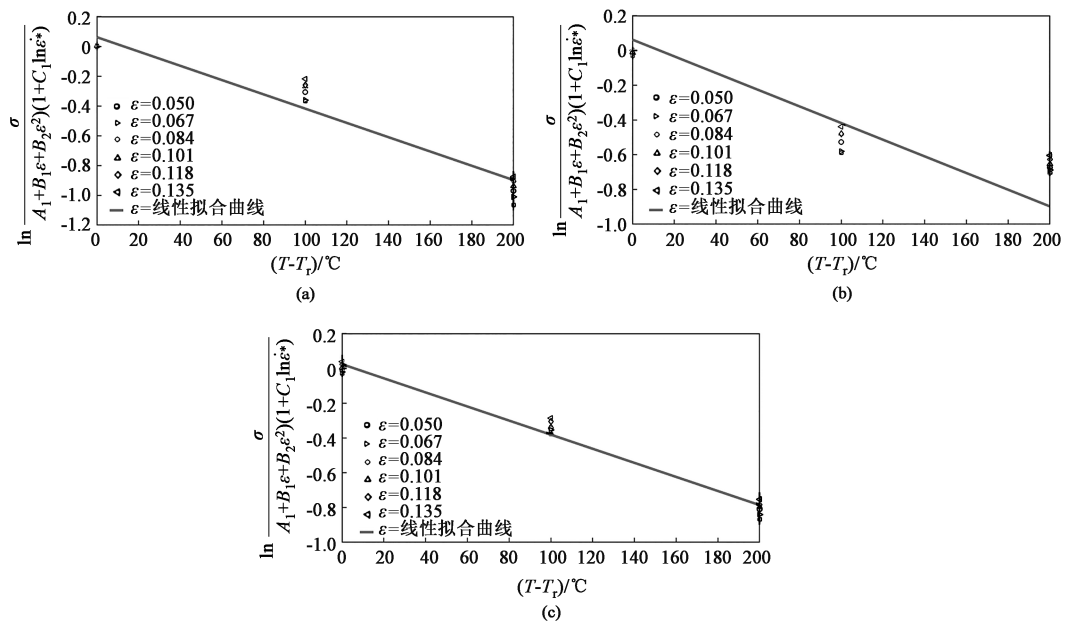 ln σ/A₁+B₁ε+B₂ε²)(1+C₁lnε̇*)
0.2
0
-0.2
-0.4
-0.6
-0.8
-1.0
-1.2
ε=0.050
ε=0.067
ε=0.084
ε=0.101
ε=0.118
ε=0.135
ε=线性拟合曲线
0 20 40 60 80 100 120 140 160 180 200
(T-Tᵣ)/℃
(a)
ln σ/A₁+B₁ε+B₂ε²)(1+C₁lnε̇*)
0.2
0
-0.2
-0.4
-0.6
-0.8
-1.0
ε=0.050
ε=0.067
ε=0.084
ε=0.101
ε=0.118
ε=0.135
ε=线性拟合曲线
0 20 40 60 80 100 120 140 160 180 200
(T-Tᵣ)/℃
(b)
ln σ/A₁+B₁ε+B₂ε²)(1+C₁lnε̇*)
0.2
0
-0.2
-0.4
-0.6
-0.8
-1.0
ε=0.050
ε=0.067
ε=0.084
ε=0.101
ε=0.118
ε=0.135
ε=线性拟合曲线
0 20 40 60 80 100 120 140 160 180 200
(T-Tᵣ)/℃
(c)